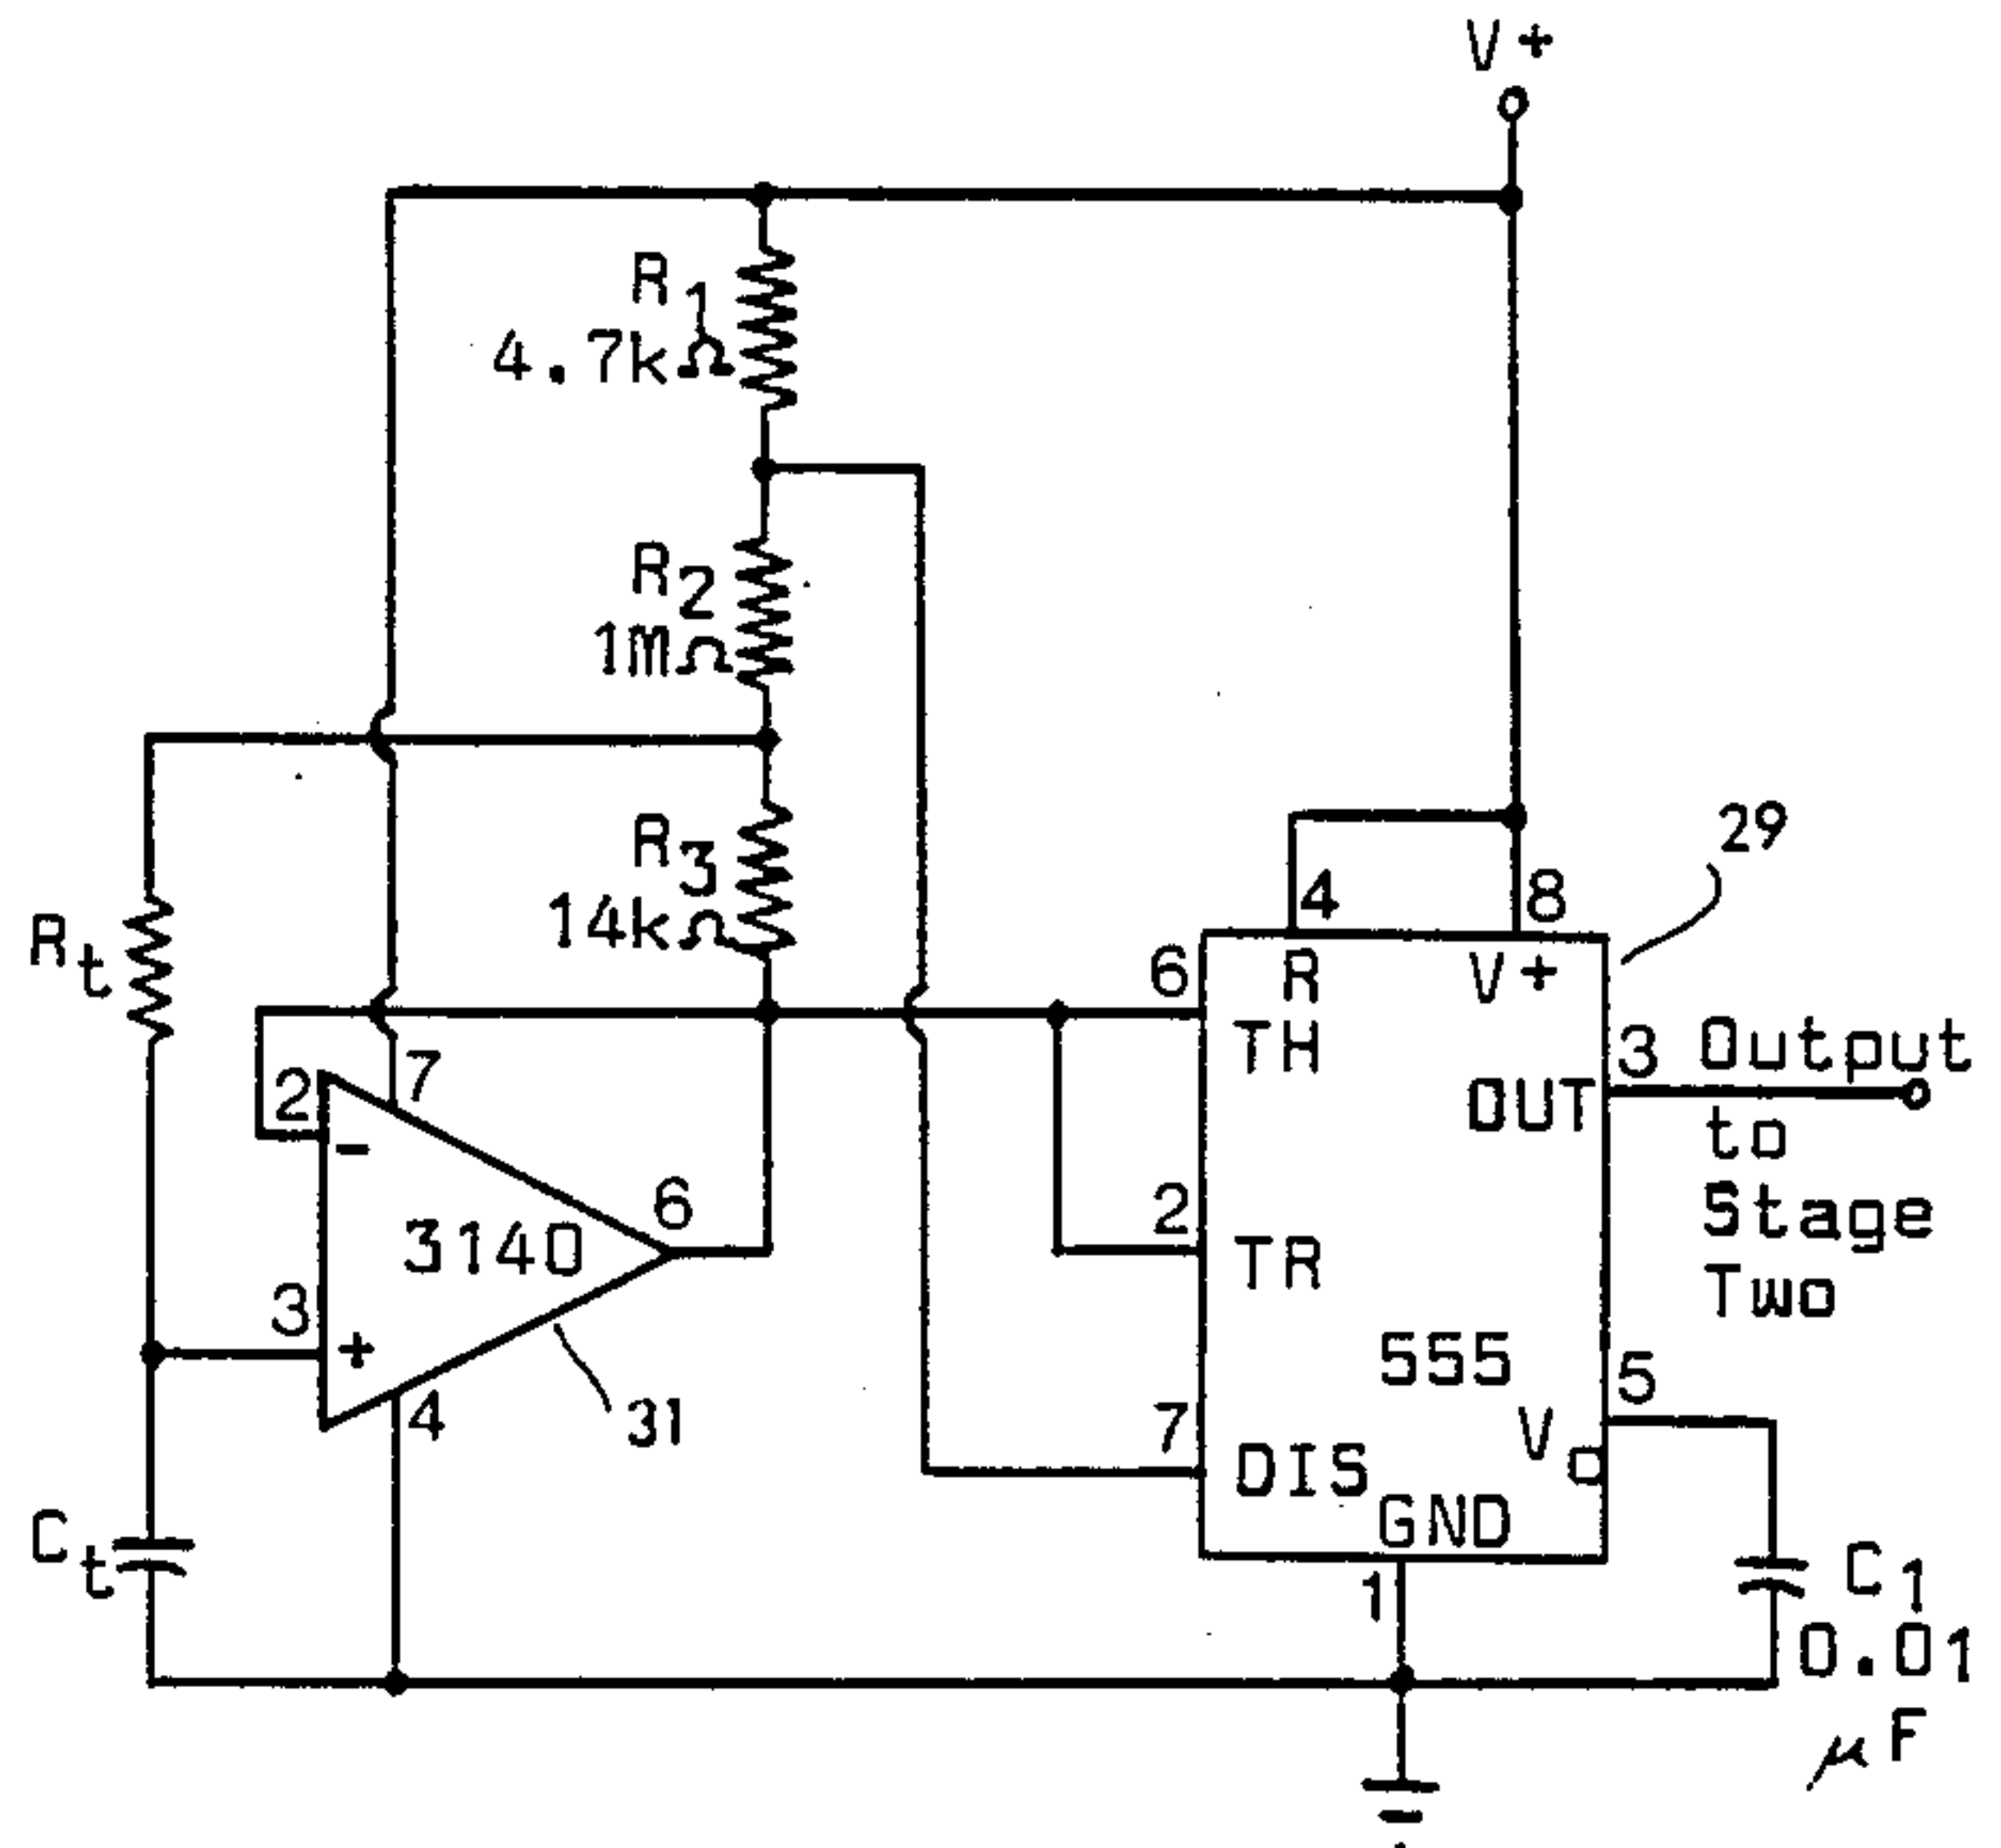 V+
R1
4.7kΩ
R2
1MΩ
R3
14kΩ
Rt
29
4
8
6
R
V+
TH
3
Output
to
Stage
Two
OUT
7
2
-
6
3140
2
TR
3
+
555
5
4
31
7
DIS
Vo
GND
Ct
1
C1
0.01
μF